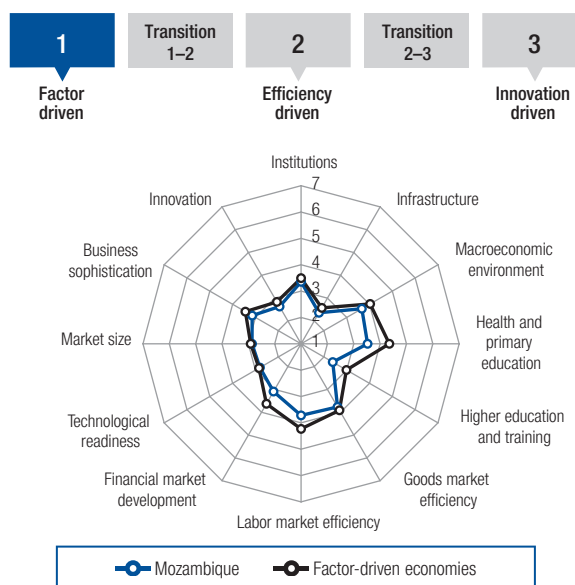 1
Transition
1–2
2
Transition
2–3
3
Factor
driven
Efficiency
driven
Innovation
driven
Institutions
7
6
5
4
3
2
1
Innovation
Infrastructure
Business
sophistication
Macroeconomic
environment
Market size
Health and
primary
education
Technological
readiness
Higher education
and training
Financial market
development
Goods market
efficiency
Labor market efficiency
Mozambique
Factor-driven economies